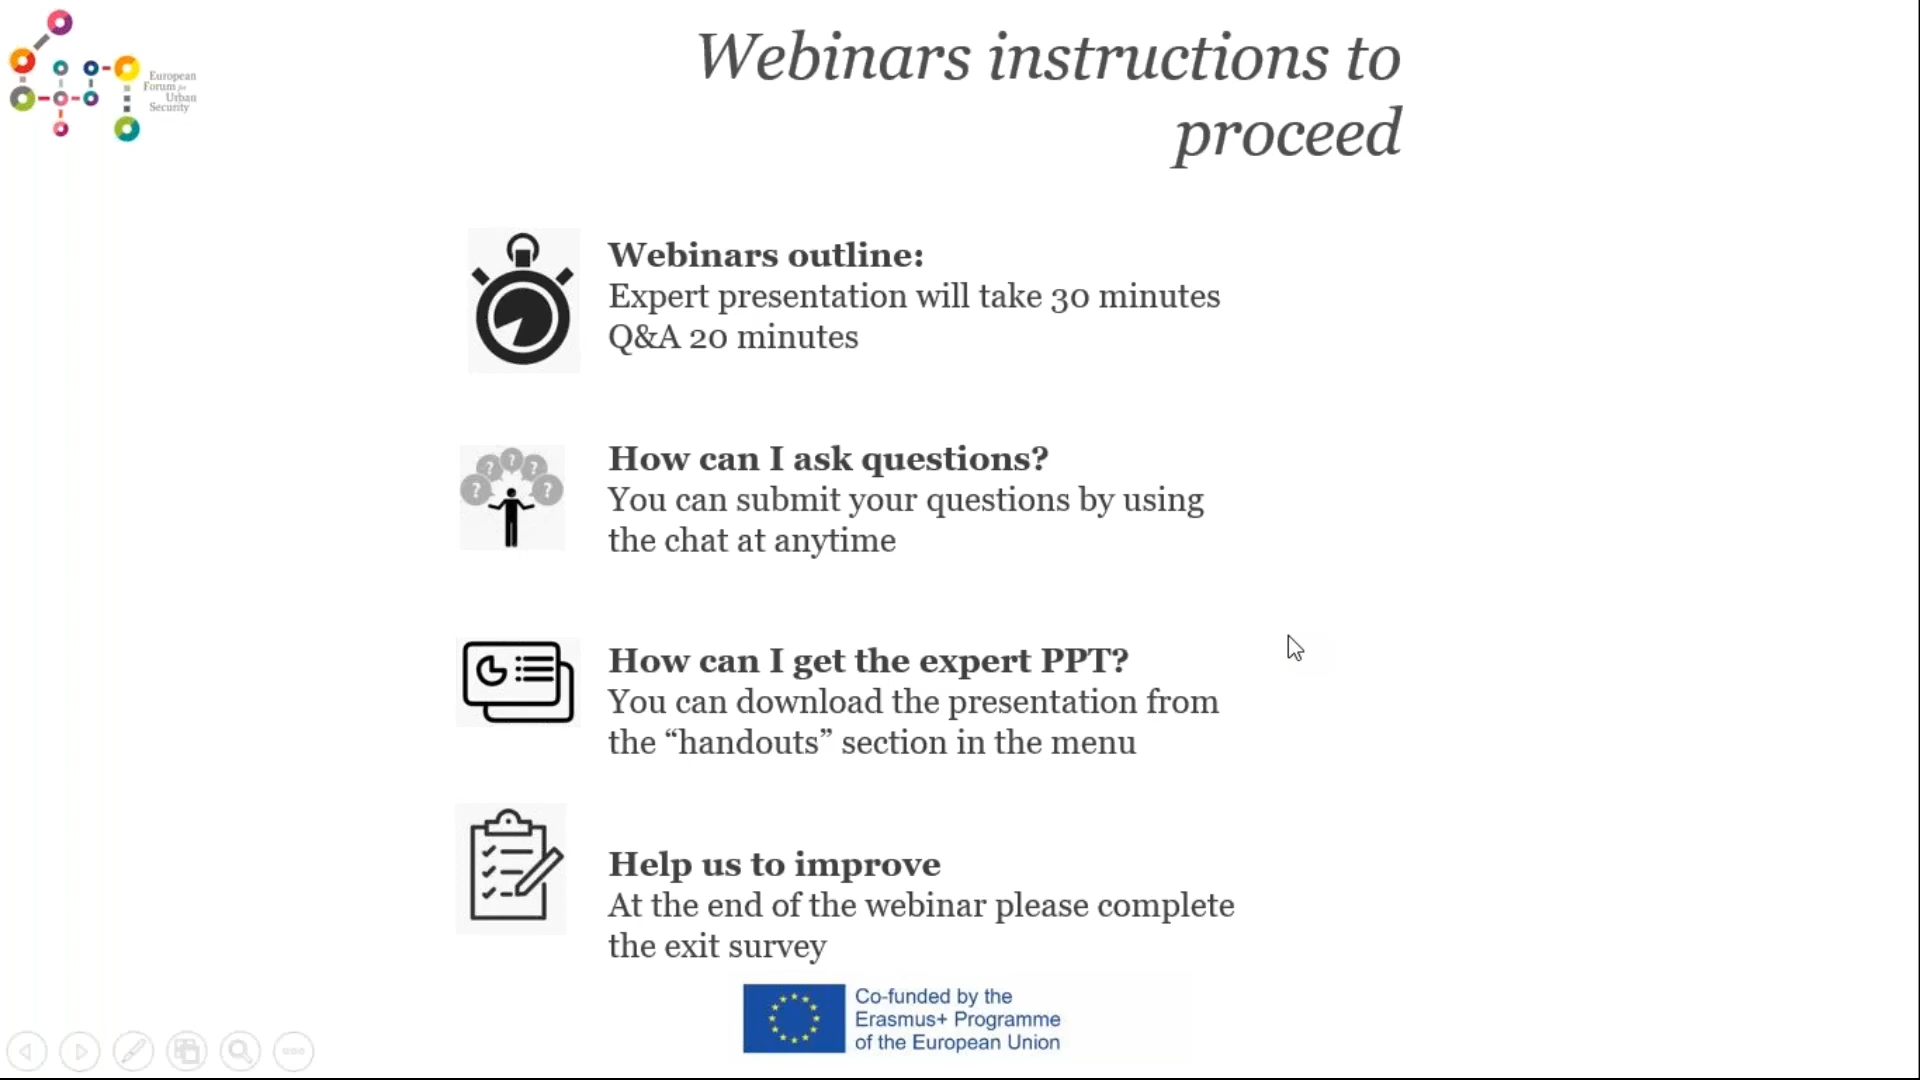 European
Forum for
Urban
Security
Webinars instructions to
proceed
Webinars outline:
Expert presentation will take 30 minutes
Q&A 20 minutes
How can I ask questions?
You can submit your questions by using
the chat at anytime
How can I get the expert PPT?
You can download the presentation from
the “handouts” section in the menu
Help us to improve
At the end of the webinar please complete
the exit survey
Co-funded by the
Erasmus+ Programme
of the European Union